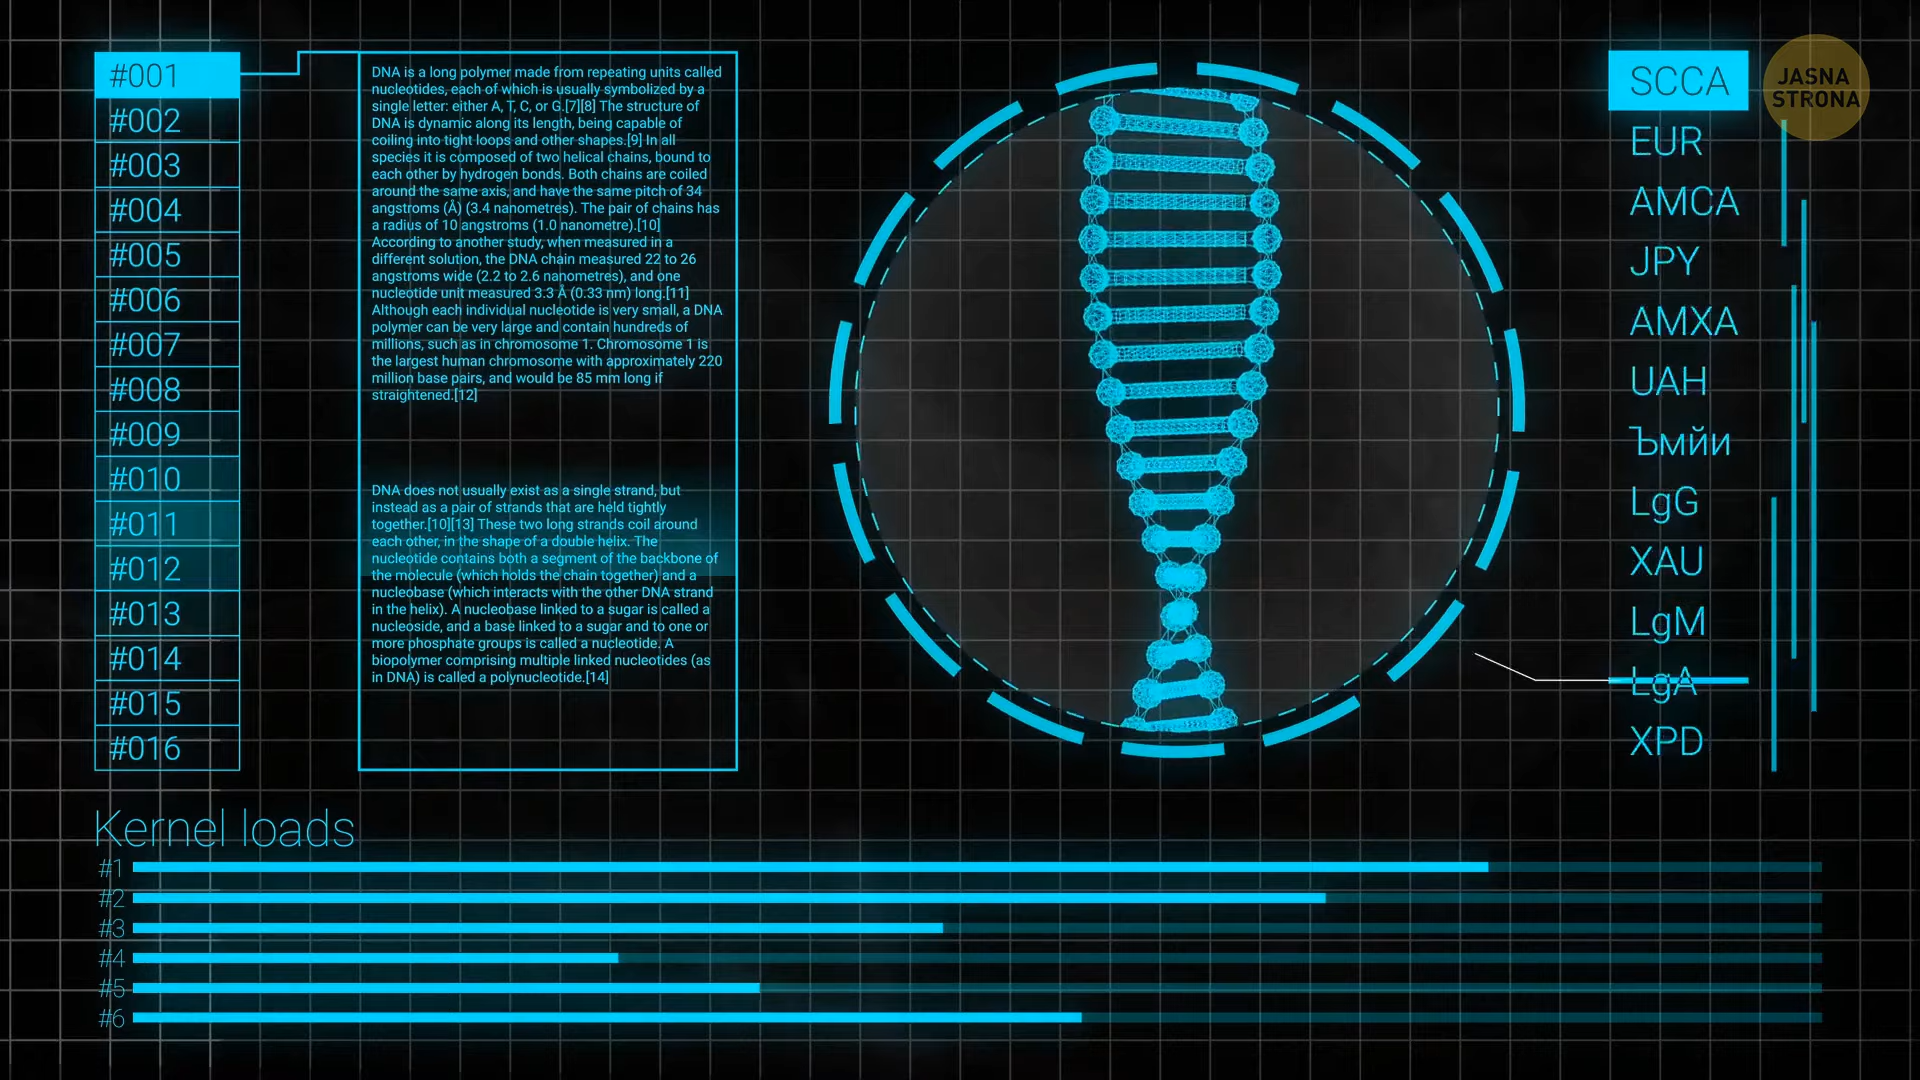 #001
#002
#003
#004
#005
#006
#007
#008
#009
#010
#011
#012
#013
#014
#015
#016
DNA is a long polymer made from repeating units called
nucleotides, each of which is usually symbolized by a
single letter: either A, T, C, or G.[7][8] The structure of
DNA is dynamic along its length, being capable of
coiling into tight loops and other shapes.[9] In all
species it is composed of two helical chains, bound to
each other by hydrogen bonds. Both chains are coiled
around the same axis, and have the same pitch of 34
angstroms (Å) (3.4 nanometres). The pair of chains has
a radius of 10 angstroms (1.0 nanometre).[10]
According to another study, when measured in a
different solution, the DNA chain measured 22 to 26
angstroms wide (2.2 to 2.6 nanometres), and one
nucleotide unit measured 3.3 Å (0.33 nm) long.[11]
Although each individual nucleotide is very small, a DNA
polymer can be very large and contain hundreds of
millions, such as in chromosome 1. Chromosome 1 is
the largest human chromosome with approximately 220
million base pairs, and would be 85 mm long if
straightened.[12]
DNA does not usually exist as a single strand, but
instead as a pair of strands that are held tightly
together.[10][13] These two long strands coil around
each other, in the shape of a double helix. The
nucleotide contains both a segment of the backbone of
the molecule (which holds the chain together) and a
nucleobase (which interacts with the other DNA strand
in the helix). A nucleobase linked to a sugar is called a
nucleoside, and a base linked to a sugar and to one or
more phosphate groups is called a nucleotide. A
biopolymer comprising multiple linked nucleotides (as
in DNA) is called a polynucleotide.[14]
SCCA
EUR
AMCA
JPY
AMXA
UAH
Ъмйи
LgG
XAU
LgM
LgA
XPD
JASNA
STRONA
Kernel loads
#1
#2
#3
#4
#5
#6